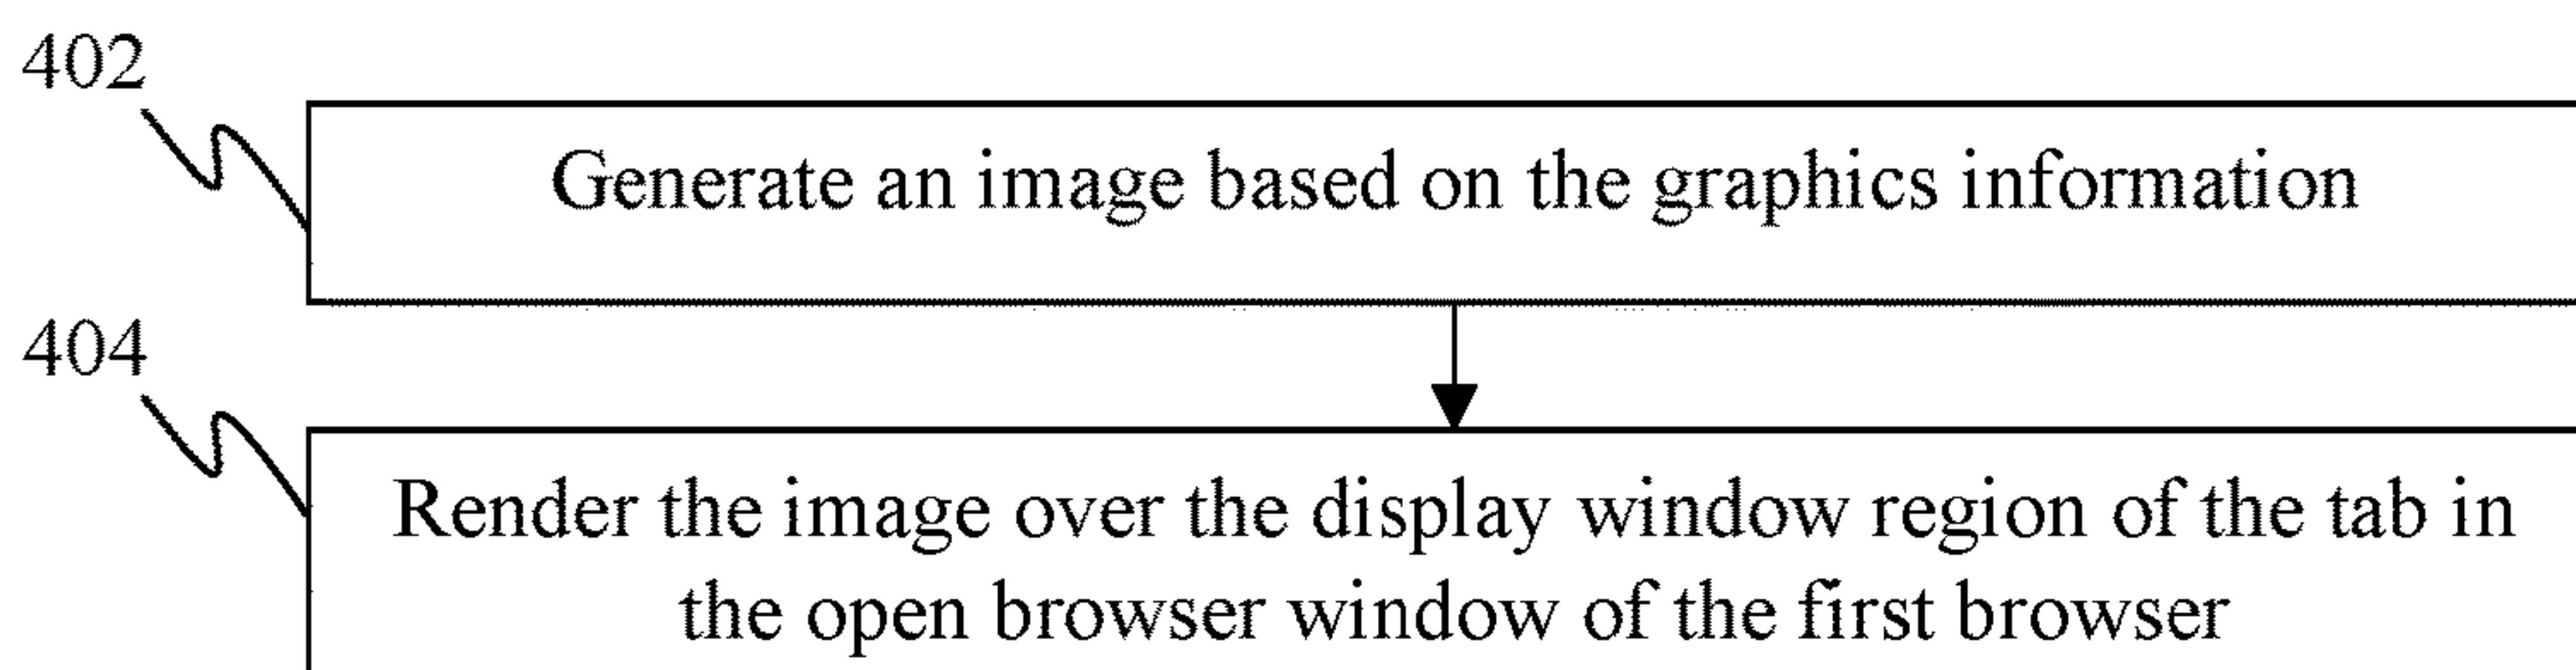 402
Generate an image based on the graphics information
404
Render the image over the display window region of the tab in
the open browser window of the first browser